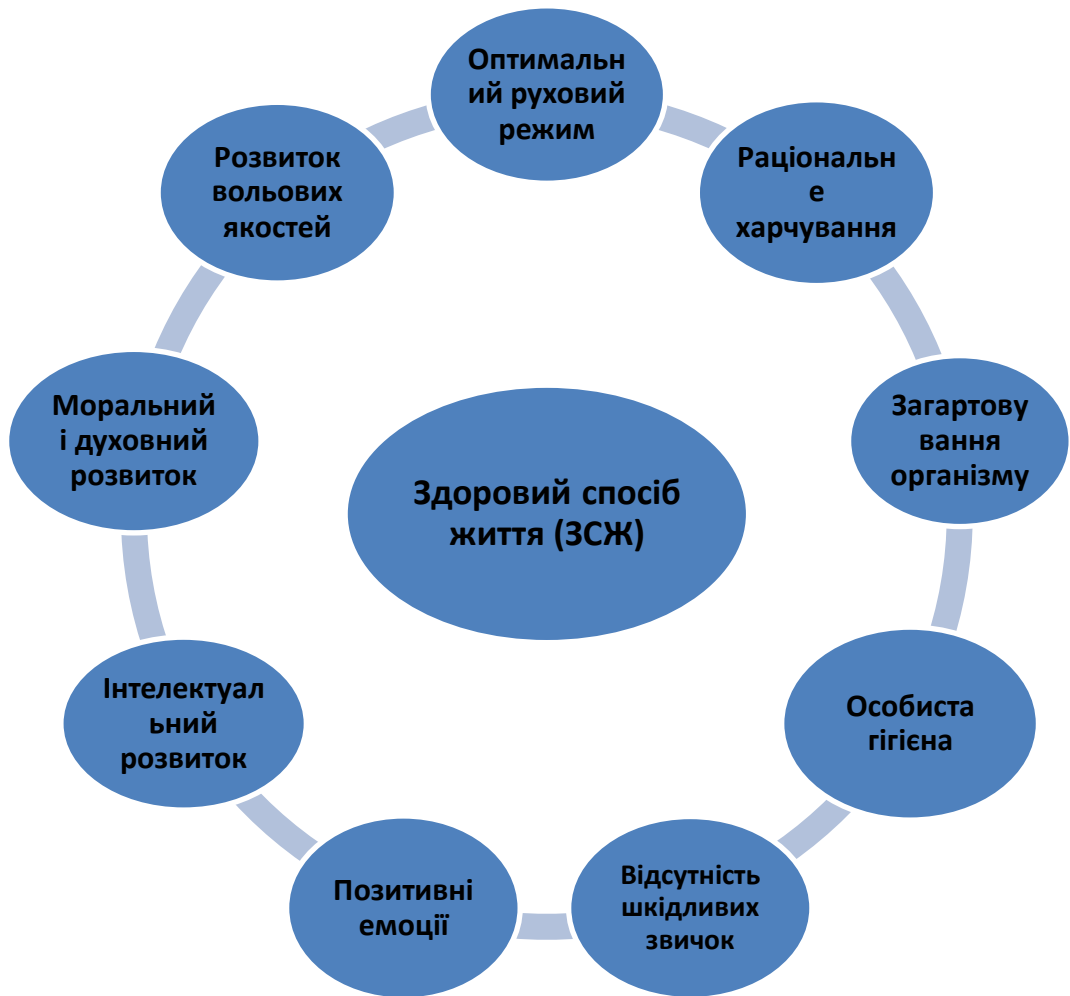 Оптимальн
ий руховий
режим
Раціональн
е
харчування
Загартову
вання
організму
Особиста
гігієна
Відсутність
шкідливих
звичок
Позитивні
емоції
Інтелектуал
ьний
розвиток
Моральний
і духовний
розвиток
Розвиток
вольових
якостей
Здоровий спосіб
життя (ЗСЖ)